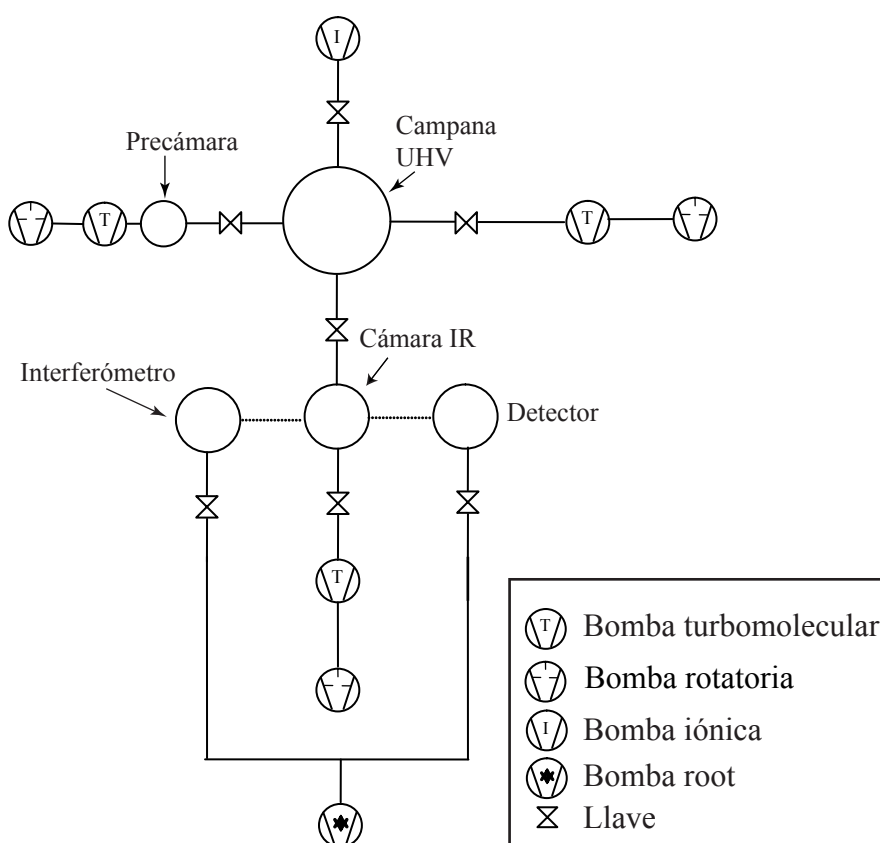 I
Campana
UHV
Precámara
T
T
Cámara IR
Interferómetro
Detector
T
T Bomba turbomolecular
Bomba rotatoria
I Bomba iónica
Bomba root
Llave